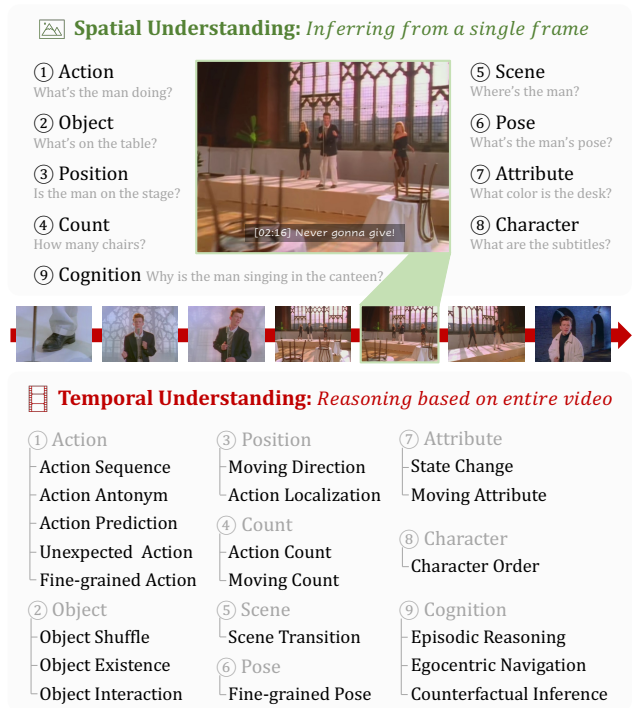 Spatial Understanding: Inferring from a single frame
① Action
What's the man doing?
② Object
What's on the table?
③ Position
Is the man on the stage?
④ Count
How many chairs?
[02:16] Never gonna give!
⑤ Scene
Where's the man?
⑥ Pose
What's the man's pose?
⑦ Attribute
What color is the desk?
⑧ Character
What are the subtitles?
⑨ Cognition Why is the man singing in the canteen?
Temporal Understanding: Reasoning based on entire video
① Action
Action Sequence
Action Antonym
Action Prediction
Unexpected Action
Fine-grained Action
② Object
Object Shuffle
Object Existence
Object Interaction
③ Position
Moving Direction
Action Localization
④ Count
Action Count
Moving Count
⑤ Scene
Scene Transition
⑥ Pose
Fine-grained Pose
⑦ Attribute
State Change
Moving Attribute
⑧ Character
Character Order
⑨ Cognition
Episodic Reasoning
Egocentric Navigation
Counterfactual Inference